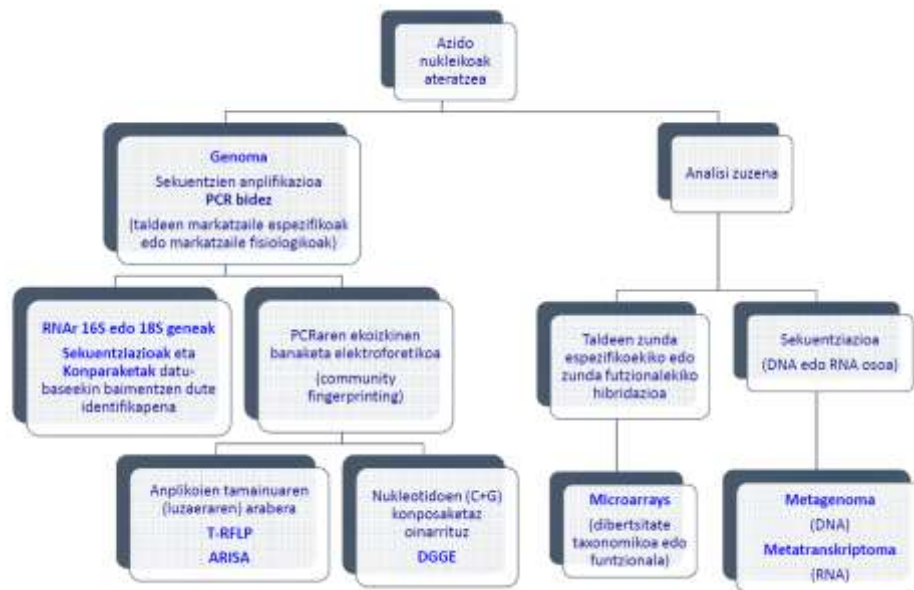 Azido
nukleikoak
ateratzea
Genoma
Sekuentzien anplifikazioa
PCR bidez
(taldeen markatzaile espezifikoak
edo markatzaile fisiologikoak)
Analisi zuzena
RNAr 16S edo 18S geneak
Sekuentziazioak eta
Konparaketak datu-
baseekin baimentzen dute
identifikapena
PCRaren ekoizkinen
banaketa elektroforetikoa
(community
fingerprinting)
Taldeen zunda
espezifikoekiko edo
zunda futzionalekiko
hibridazioa
Sekuentziazioa
(DNA edo RNA osoa)
Anplikoien tamainuaren
(luzaeraren) arabera
T-RFLP
ARISA
Nukleotidoen (C+G)
konposaketaz
oinarrituz
DGGE
Microarrays
(dibertsitate
taxonomikoa edo
funtzionala)
Metagenoma
(DNA)
Metatranskriptoma
(RNA)